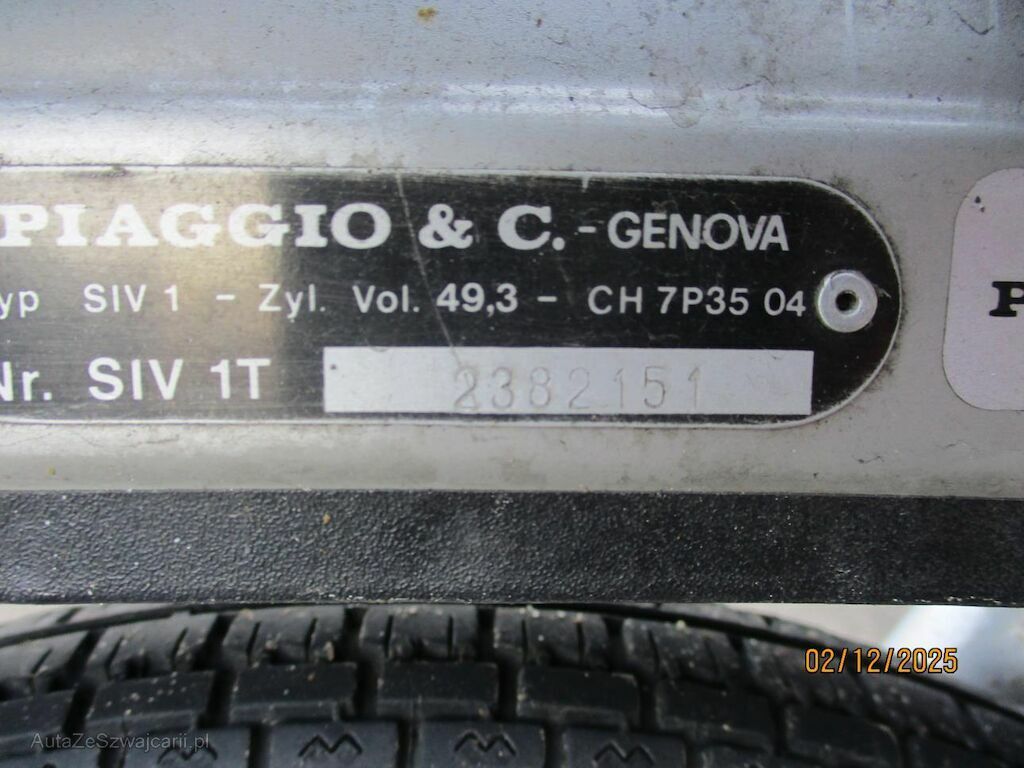 PIAGGIO & C. - GENOVA
yp SIV 1 - Zyl. Vol. 49,3 - CH 7P35 04
Nr. SIV 1T 2382151
P
02/12/2025
AutaZeSzwajcarii.pl